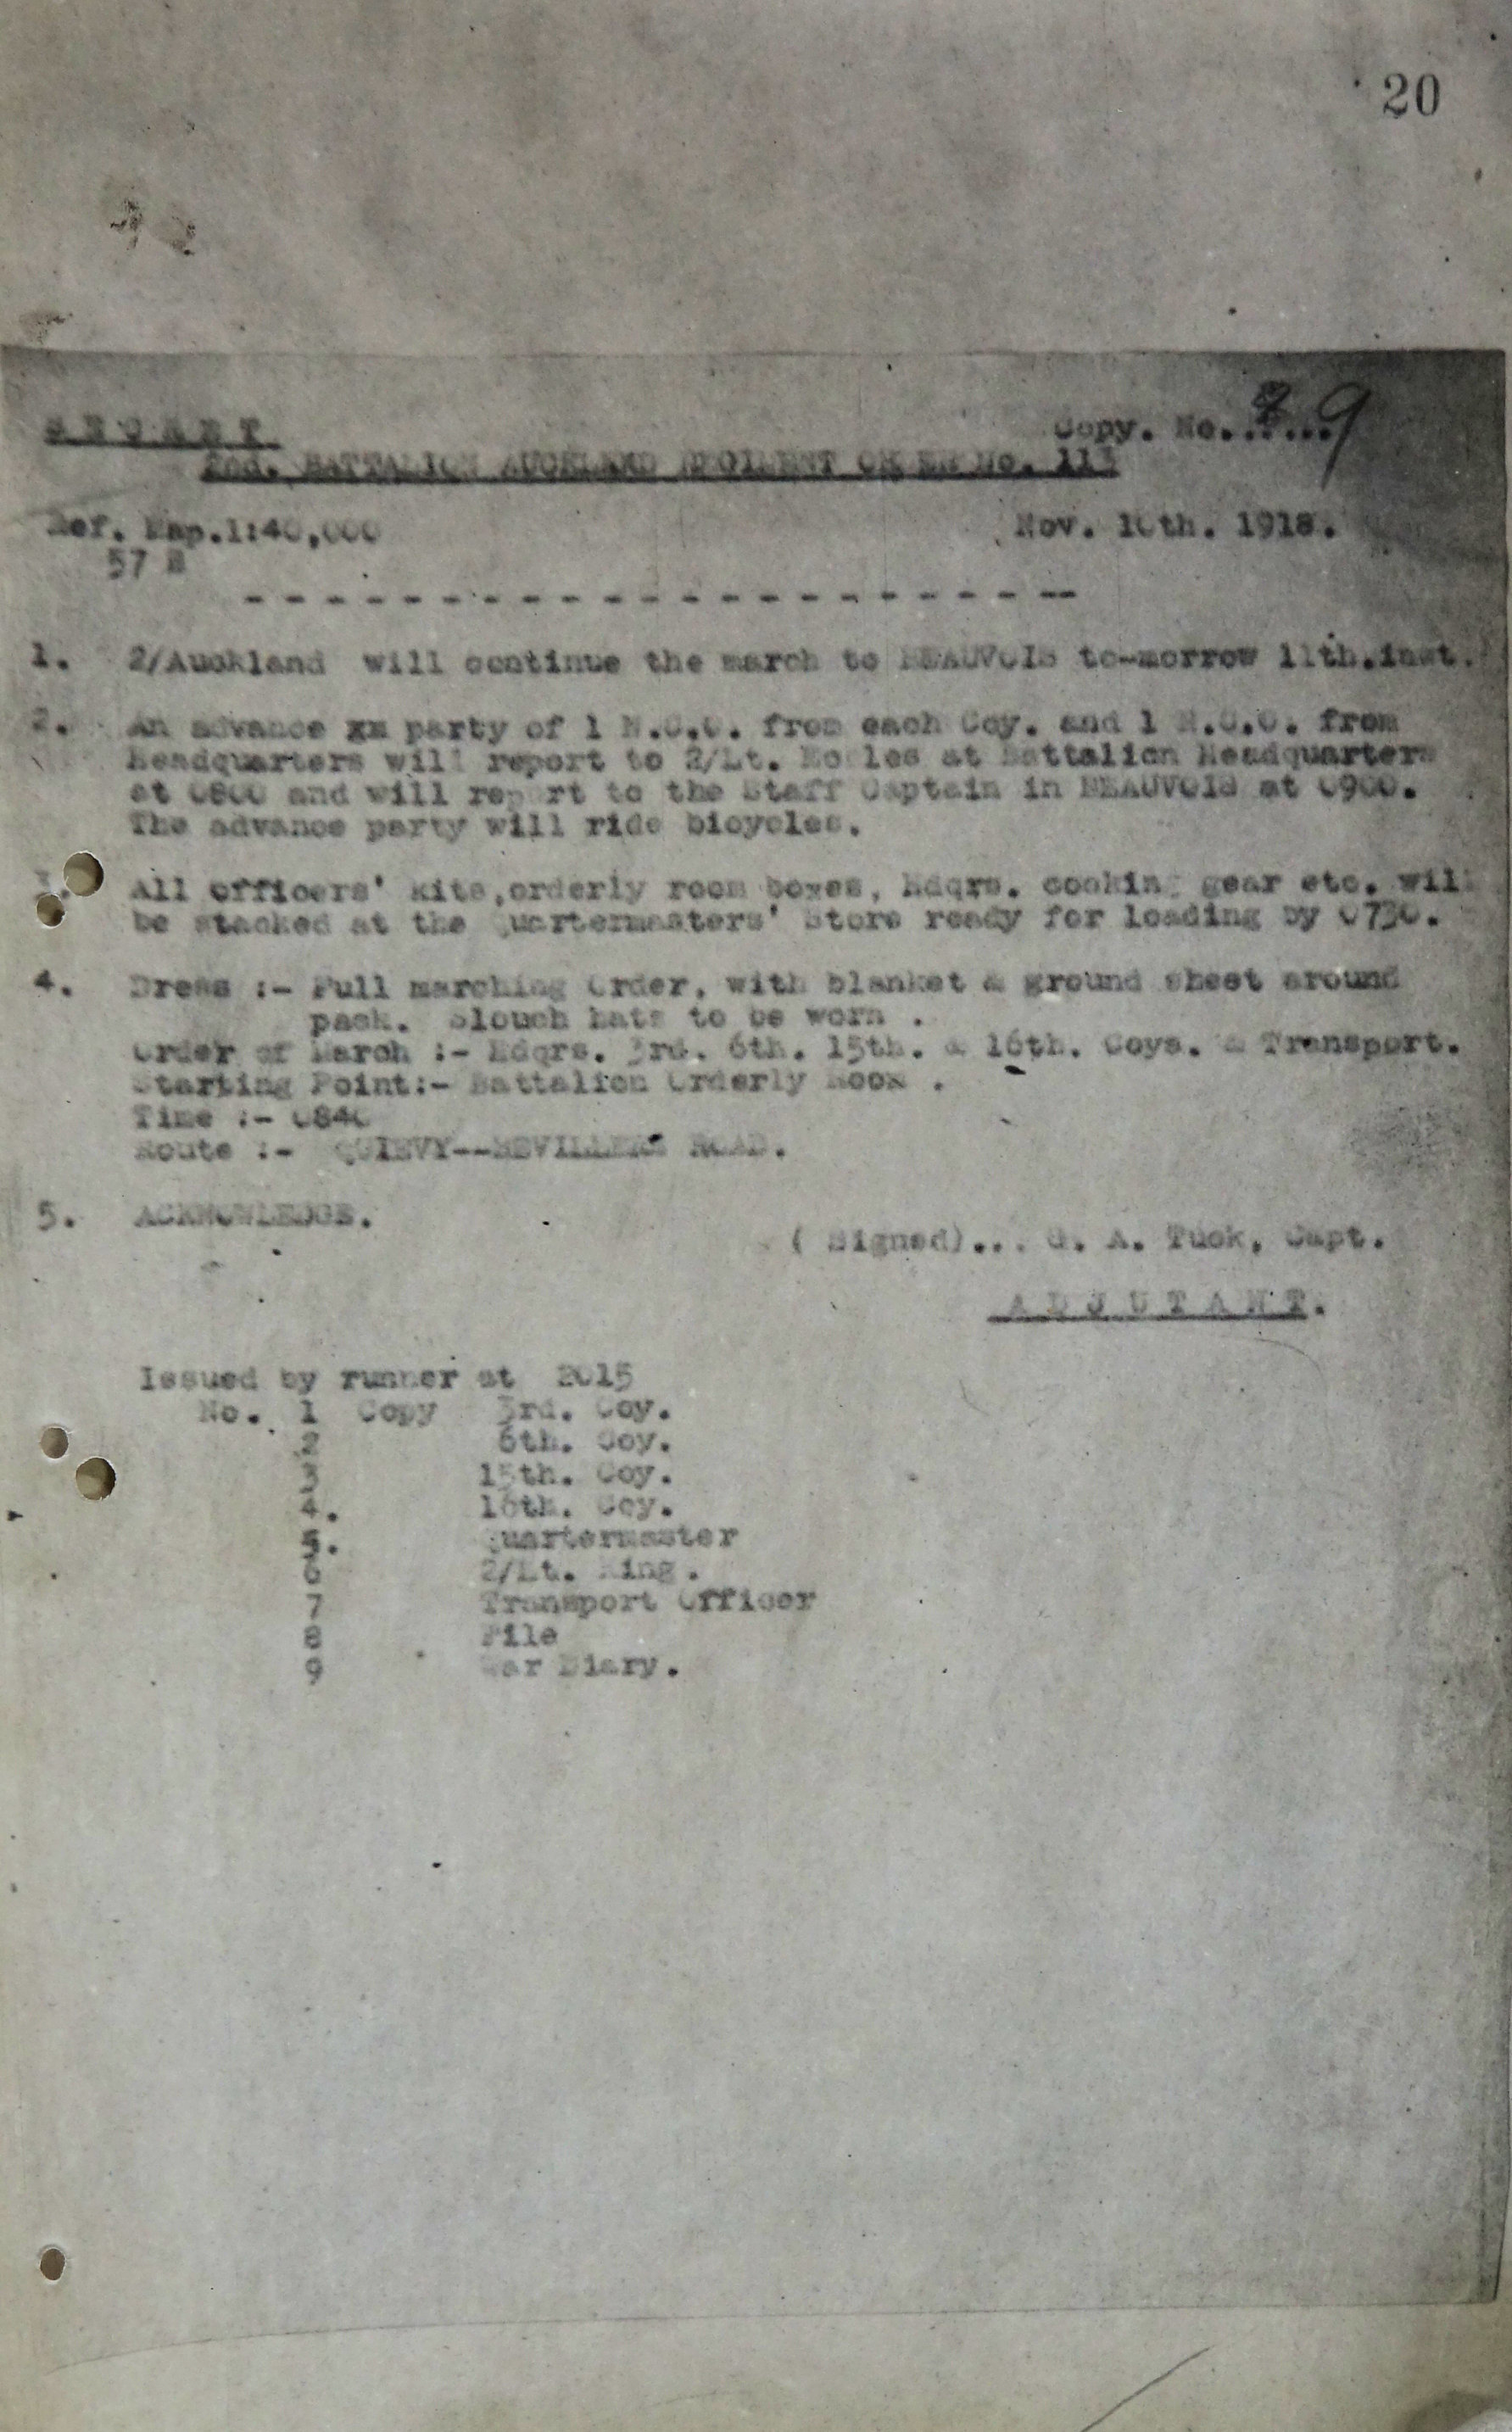 20
SECRET
Copy. No......9
2nd. BATTALION AUCKLAND REGIMENT ORDER No. 111
Ref. Map.1:40,000
Nov. 10th. 1918.
57 B
- - - - - - - - - - - - - - - - - - - - - --
1. 2/Auckland will continue the march to BEAUVOIS to-morrow 11th.inst.
2. An advance xx party of 1 N.C.O. from each Coy. and 1 N.C.O. from
Headquarters will report to 2/Lt. at Battalion Headquarters
at 0800 and will report to the Staff Captain in BEAUVOIS at 0900.
The advance party will ride bicycles.
3. All officers' kits,orderly room boxes, Hdqrs. cooking gear etc. will
be stacked at the Quartermasters' Store ready for loading by 0730.
4. Dress :- Full marching Order, with blanket & ground sheet around
pack. Slouch hats to be worn .
Order of March :- Hdqrs. 3rd. 6th. 15th. & 16th. Coys. & Transport.
Starting Point:- Battalion Orderly Room .
Time :- 0840
Route :- QUIEVY--BEVILLERS ROAD.
5. ACKNOWLEDGE.
( Signed)... G. A. Tuck, Capt.
A D J U T A N T.
Issued by runner at 2015
No. 1 Copy 3rd. Coy.
2 6th. Coy.
3 15th. Coy.
4. 16th. Coy.
5. Quartermaster
6 2/Lt. King.
7 Transport Officer
8 File
9 War Diary.